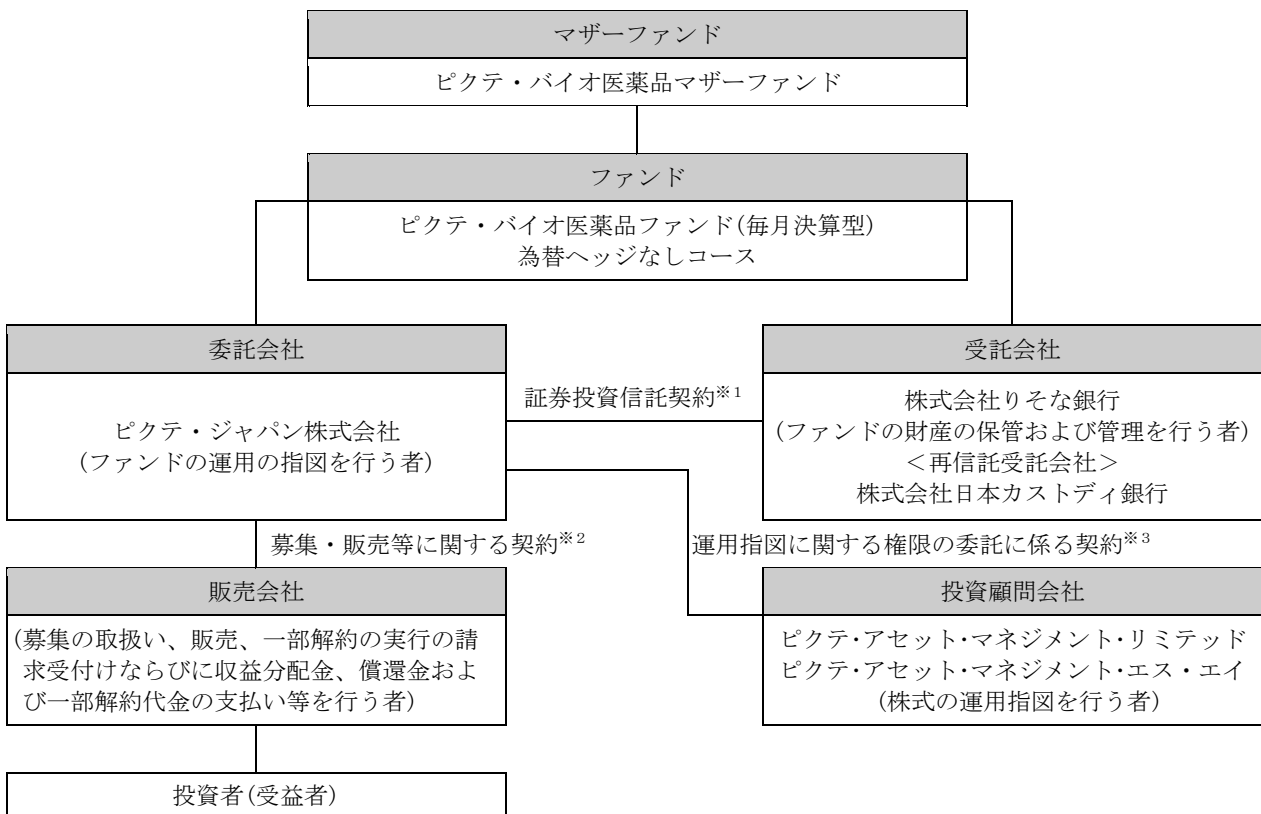 マザーファンド
ピクテ・バイオ医薬品マザーファンド
ファンド
ピクテ・バイオ医薬品ファンド(毎月決算型)
為替ヘッジなしコース
委託会社
ピクテ・ジャパン株式会社
(ファンドの運用の指図を行う者)
証券投資信託契約※1
受託会社
株式会社りそな銀行
(ファンドの財産の保管および管理を行う者)
<再信託受託会社>
株式会社日本カストディ銀行
募集・販売等に関する契約※2
運用指図に関する権限の委託に係る契約※3
販売会社
(募集の取扱い、販売、一部解約の実行の請
求受付けならびに収益分配金、償還金およ
び一部解約代金の支払い等を行う者)
投資顧問会社
ピクテ・アセット・マネジメント・リミテッド
ピクテ・アセット・マネジメント・エス・エイ
(株式の運用指図を行う者)
投資者(受益者)